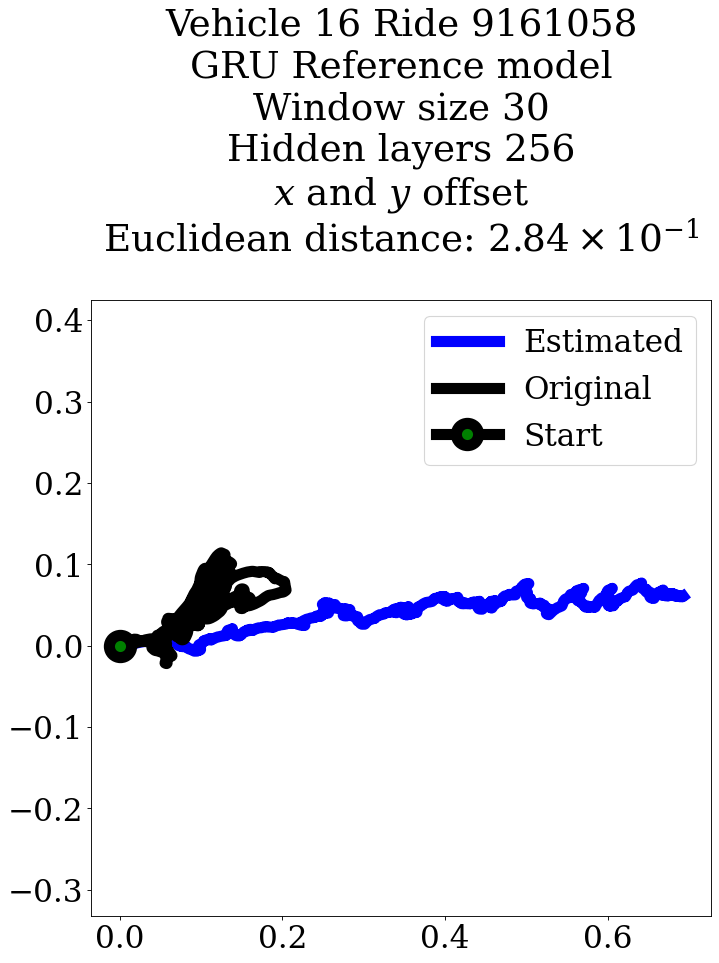 Vehicle 16 Ride 9161058
GRU Reference model
Window size 30
Hidden layers 256
x and y offset
Euclidean distance: 2.84 × 10⁻¹
0.4
0.3
0.2
0.1
0.0
−0.1
−0.2
−0.3
Estimated
Original
Start
0.0 0.2 0.4 0.6